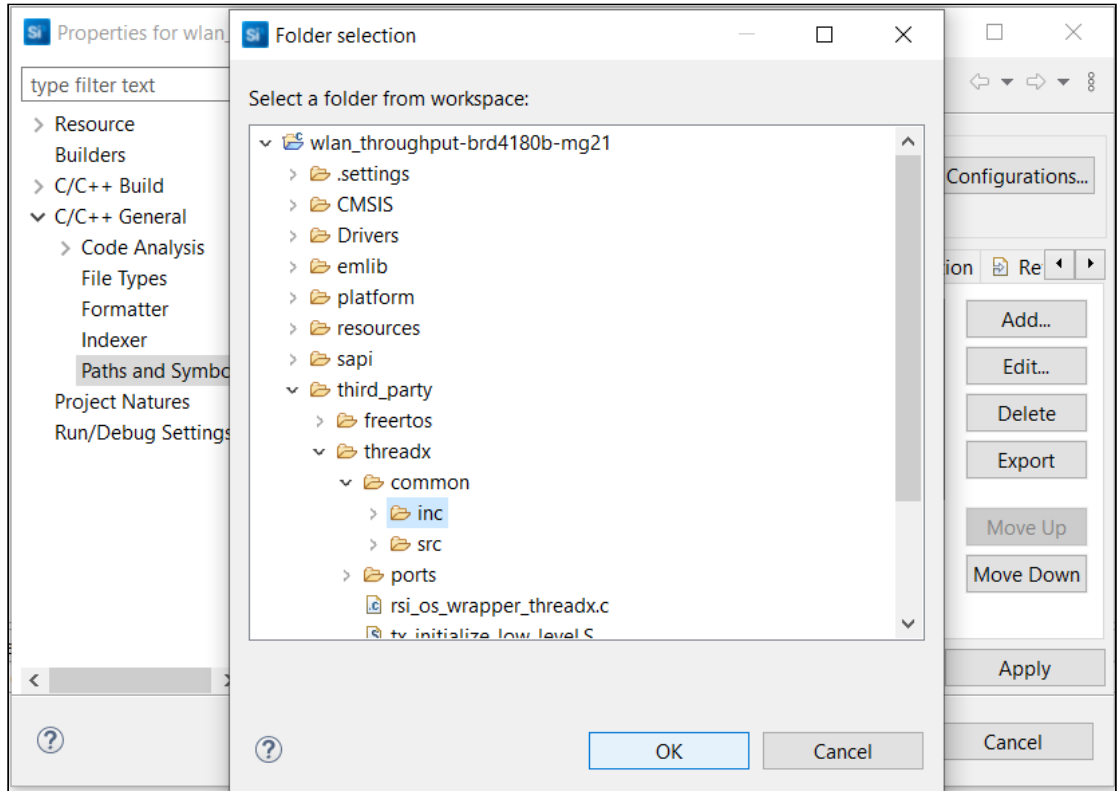 Si Properties for wlan_
type filter text
Resource
Builders
C/C++ Build
C/C++ General
Code Analysis
File Types
Formatter
Indexer
Paths and Symbo
Project Natures
Run/Debug Settings
Si Folder selection
Select a folder from workspace:
wlan_throughput-brd4180b-mg21
.settings
CMSIS
Drivers
emlib
platform
resources
sapi
third_party
freertos
threadx
common
inc
src
ports
.c rsi_os_wrapper_threadx.c
S tx_initialize_low_level.S
OK
Cancel
Configurations...
ion Re
Add...
Edit...
Delete
Export
Move Up
Move Down
Apply
Cancel